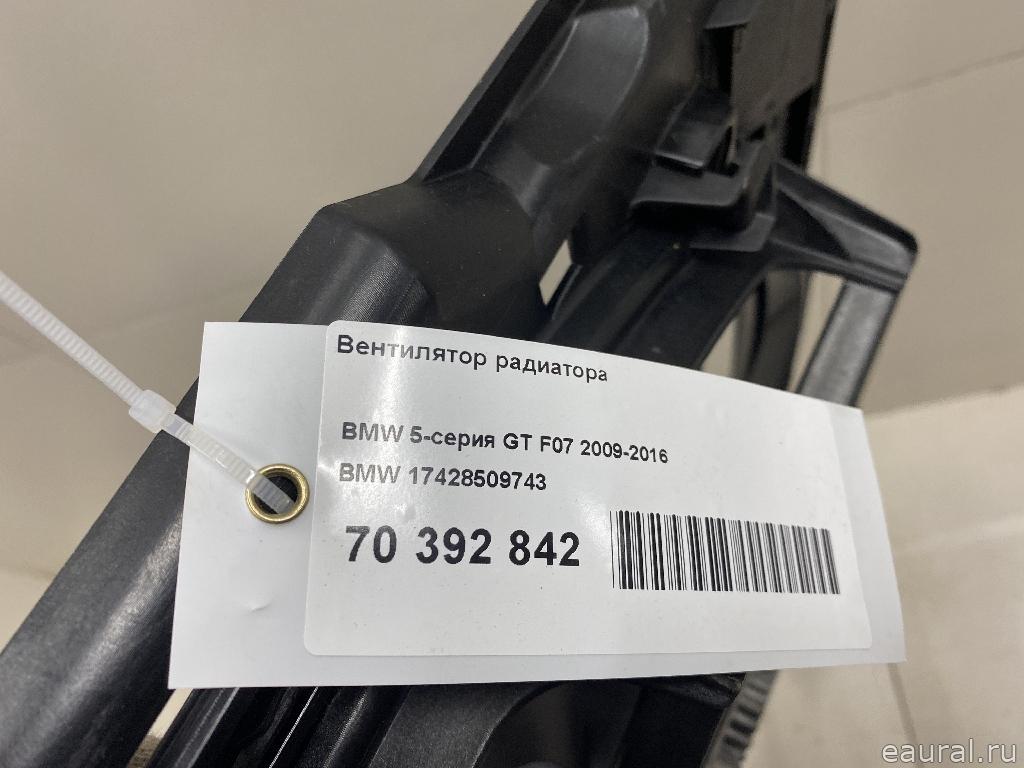 Вентилятор радиатора
BMW 5-серия GT F07 2009-2016
BMW 17428509743
70 392 842
eaural.ru